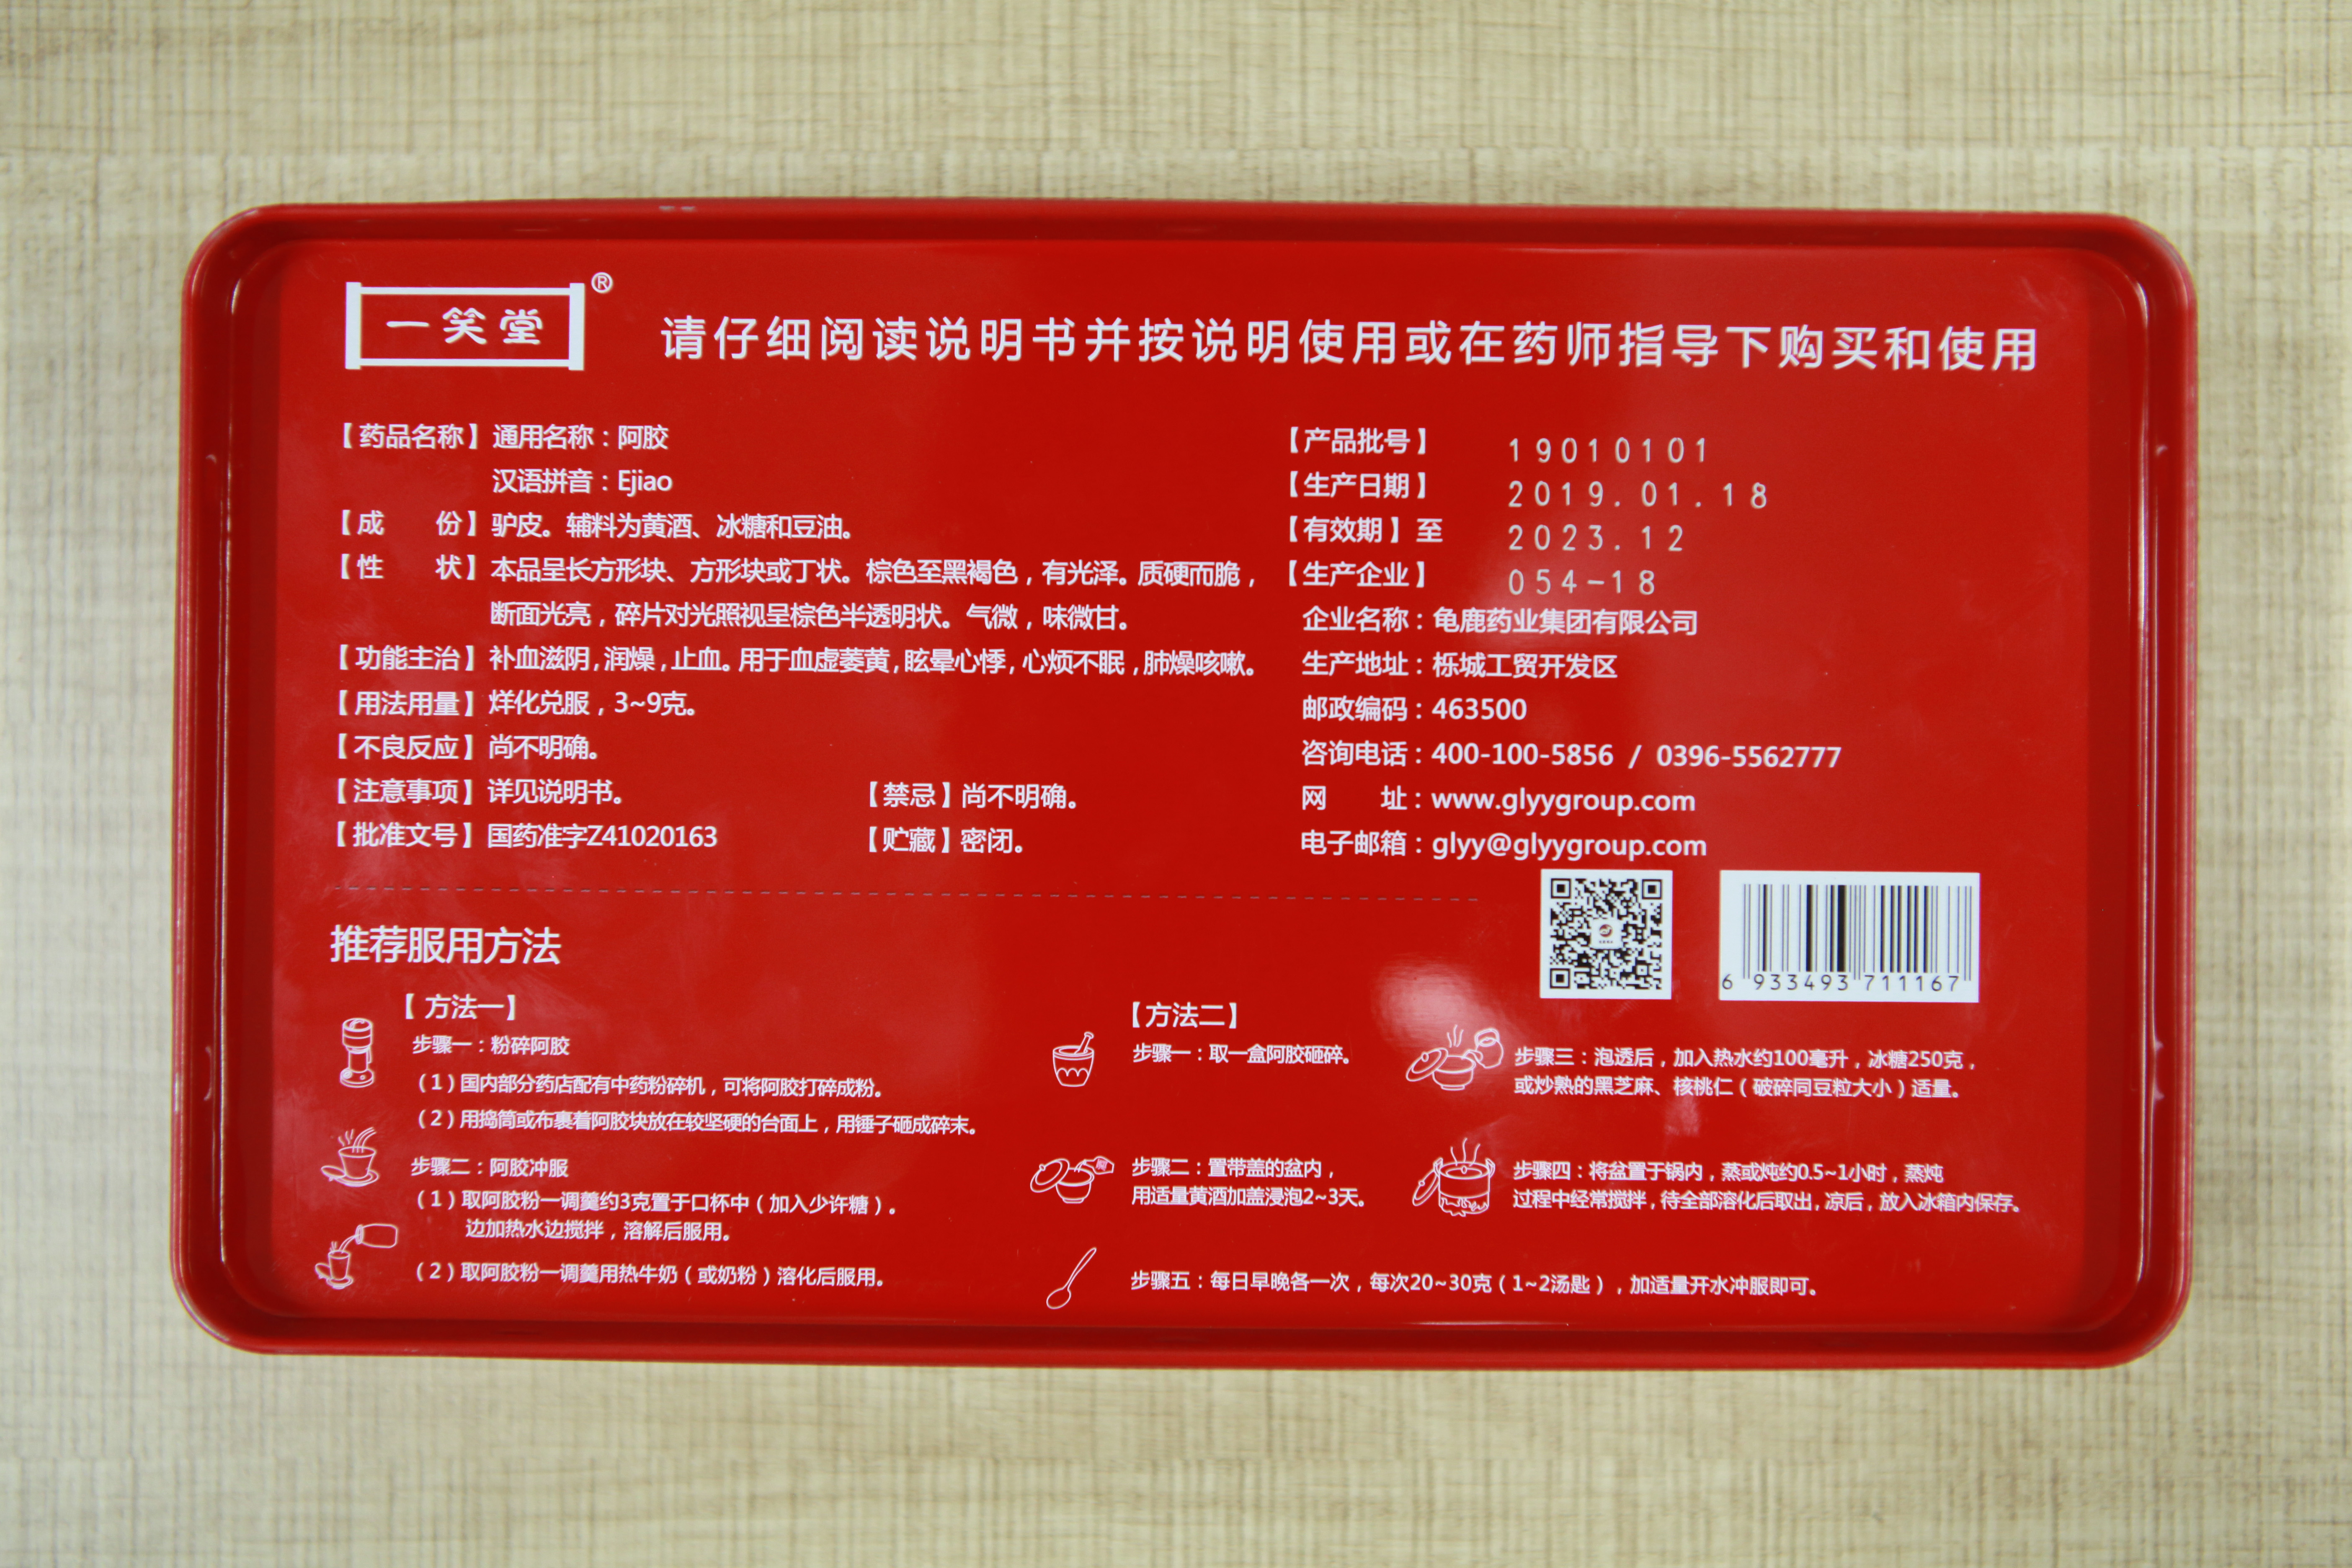 一笑堂®
请仔细阅读说明书并按说明使用或在药师指导下购买和使用
【药品名称】通用名称：阿胶
汉语拼音：Ejiao
【成 份】驴皮。辅料为黄酒、冰糖和豆油。
【性 状】本品呈长方形块、方形块或丁状。棕色至黑褐色，有光泽。质硬而脆，
断面光亮，碎片对光照视呈棕色半透明状。气微，味微甘。
【功能主治】补血滋阴，润燥，止血。用于血虚萎黄，眩晕心悸，心烦不眠，肺燥咳嗽。
【用法用量】烊化兑服，3~9克。
【不良反应】尚不明确。
【注意事项】详见说明书。 【禁忌】尚不明确。
【批准文号】国药准字Z41020163 【贮藏】密闭。
【产品批号】 19010101
【生产日期】 2019.01.18
【有效期】至 2023.12
【生产企业】 054-18
企业名称：龟鹿药业集团有限公司
生产地址：栎城工贸开发区
邮政编码：463500
咨询电话：400-100-5856 / 0396-5562777
网 址：www.glyygroup.com
电子邮箱：glyy@glyygroup.com
6 933493 711167
推荐服用方法
【方法一】
步骤一：粉碎阿胶
（1）国内部分药店配有中药粉碎机，可将阿胶打碎成粉。
（2）用捣筒或布裹着阿胶块放在较坚硬的台面上，用锤子砸成碎末。
步骤二：阿胶冲服
（1）取阿胶粉一调羹约3克置于口杯中（加入少许糖）。
边加热水边搅拌，溶解后服用。
（2）取阿胶粉一调羹用热牛奶（或奶粉）溶化后服用。
【方法二】
步骤一：取一盒阿胶砸碎。
步骤二：置带盖的盆内，
用适量黄酒加盖浸泡2~3天。
步骤三：泡透后，加入热水约100毫升，冰糖250克，
或炒熟的黑芝麻、核桃仁（破碎同豆粒大小）适量。
步骤四：将盆置于锅内，蒸或炖约0.5~1小时，蒸炖
过程中经常搅拌，待全部溶化后取出，凉后，放入冰箱内保存。
步骤五：每日早晚各一次，每次20~30克（1~2汤匙），加适量开水冲服即可。